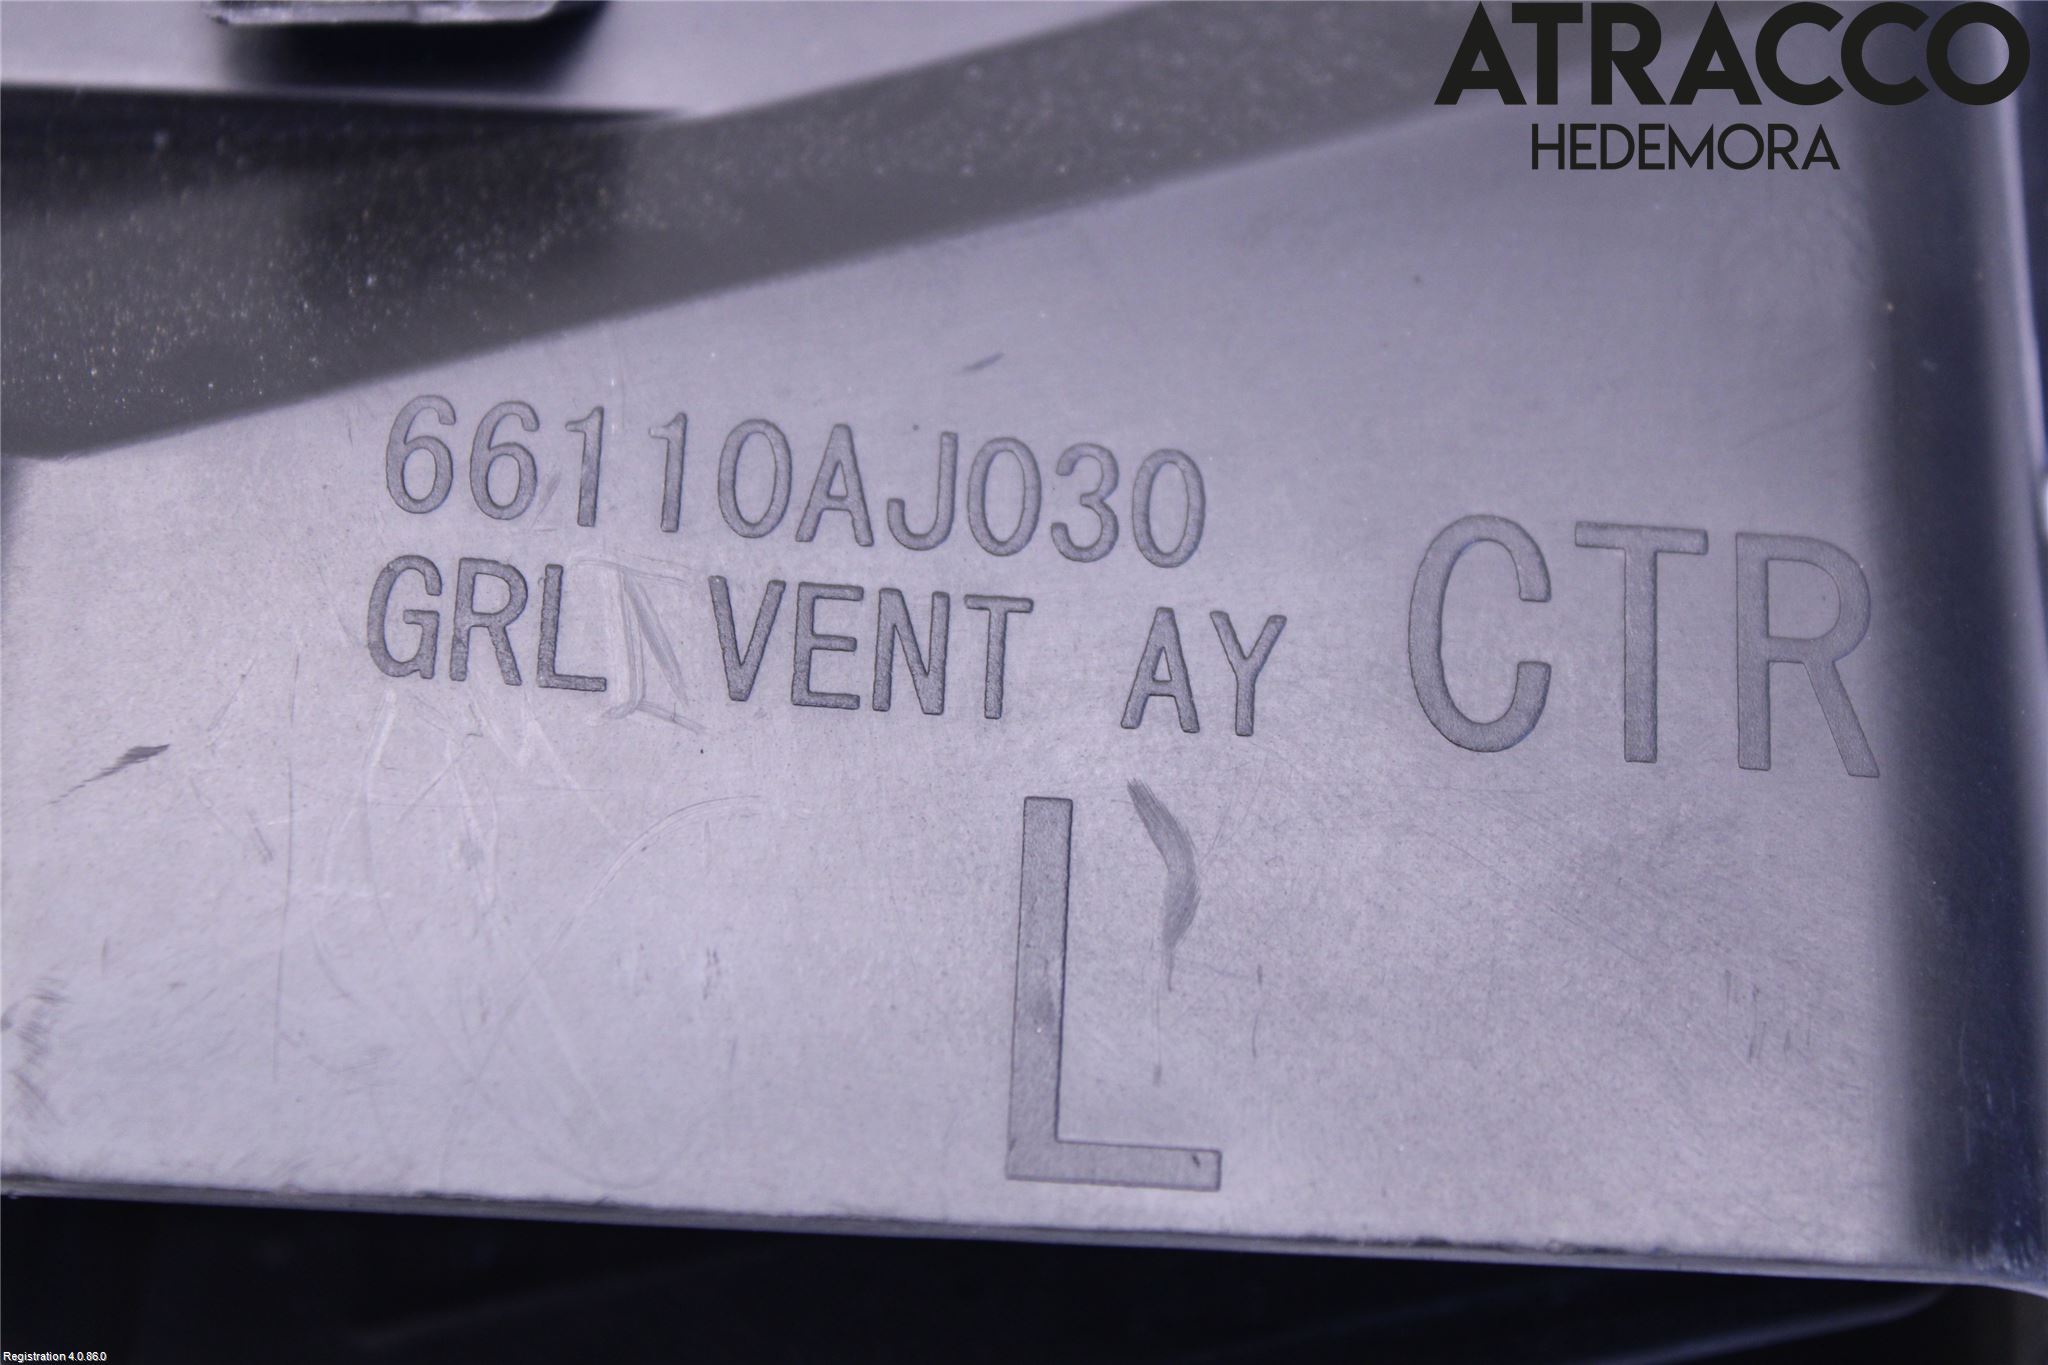 ATRACCO
HEDEMORA
66110AJ030
GRL VENT AY CTR
L
Registration 4.0.86.0